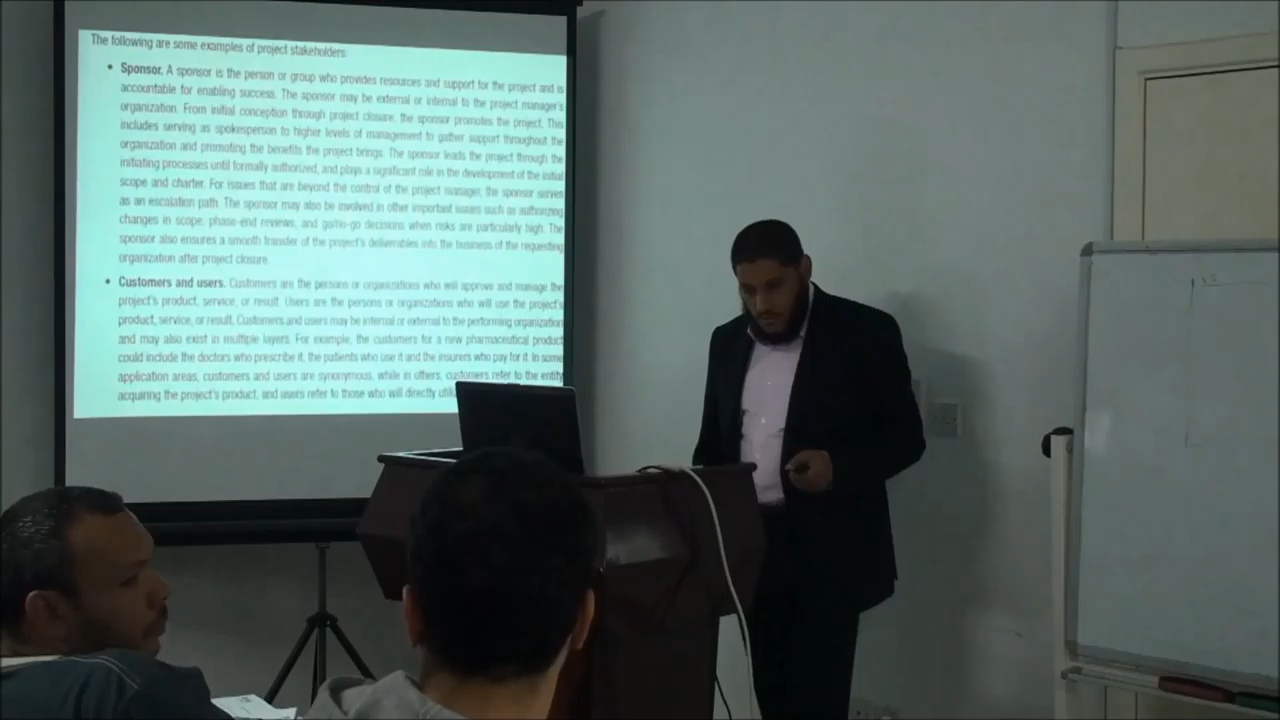 The following are some examples of project stakeholders:
• Sponsor. A sponsor is the person or group who provides resources and support for the project and is
accountable for enabling success. The sponsor may be external or internal to the project manager's
organization. From initial conception through project closure, the sponsor promotes the project. This
includes serving as spokesperson to higher levels of management to gather support throughout the
organization and promoting the benefits the project brings. The sponsor leads the project through the
initiating processes until formally authorized, and plays a significant role in the development of the initial
scope and charter. For issues that are beyond the control of the project manager, the sponsor serves
as an escalation path. The sponsor may also be involved in other important issues such as authorizing
changes in scope, phase-end reviews, and go/no-go decisions when risks are particularly high. The
sponsor also ensures a smooth transfer of the project's deliverables into the business of the requesting
organization after project closure.
• Customers and users. Customers are the persons or organizations who will approve and manage the
project's product, service, or result. Users are the persons or organizations who will use the project's
product, service, or result. Customers and users may be internal or external to the performing organization
and may also exist in multiple layers. For example, the customers for a new pharmaceutical product
could include the doctors who prescribe it, the patients who use it and the insurers who pay for it. In some
application areas, customers and users are synonymous, while in others, customers refer to the entity
acquiring the project's product, and users refer to those who will directly